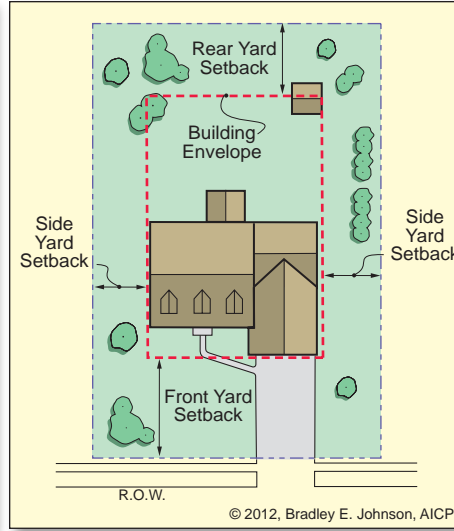 Rear Yard
Setback
Building
Envelope
Side
Yard
Setback
Side
Yard
Setback
Front Yard
Setback
R.O.W.
© 2012, Bradley E. Johnson, AICP